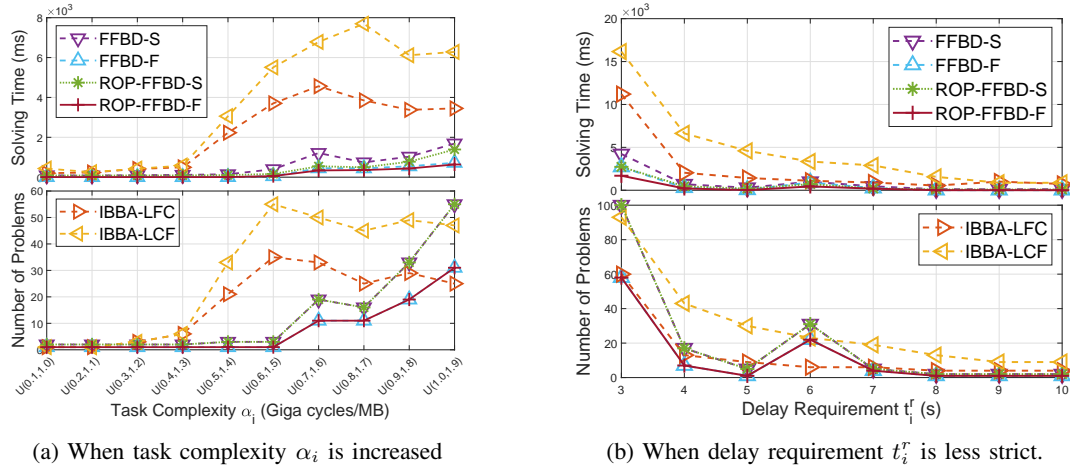 ×10³
8
6
4
2
0
Solving Time (ms)
FFBD-S
FFBD-F
ROP-FFBD-S
ROP-FFBD-F
60
50
40
30
20
10
0
Number of Problems
IBBA-LFC
IBBA-LCF
U(0.1,1.0)
U(0.2,1.1)
U(0.3,1.2)
U(0.4,1.3)
U(0.5,1.4)
U(0.6,1.5)
U(0.7,1.6)
U(0.8,1.7)
U(0.9,1.8)
U(1.0,1.9)
Task Complexity αᵢ (Giga cycles/MB)
(a) When task complexity αᵢ is increased
×10³
20
15
10
5
0
Solving Time (ms)
FFBD-S
FFBD-F
ROP-FFBD-S
ROP-FFBD-F
100
80
60
40
20
0
Number of Problems
IBBA-LFC
IBBA-LCF
3 4 5 6 7 8 9 10
Delay Requirement tᵢʳ (s)
(b) When delay requirement tᵢʳ is less strict.